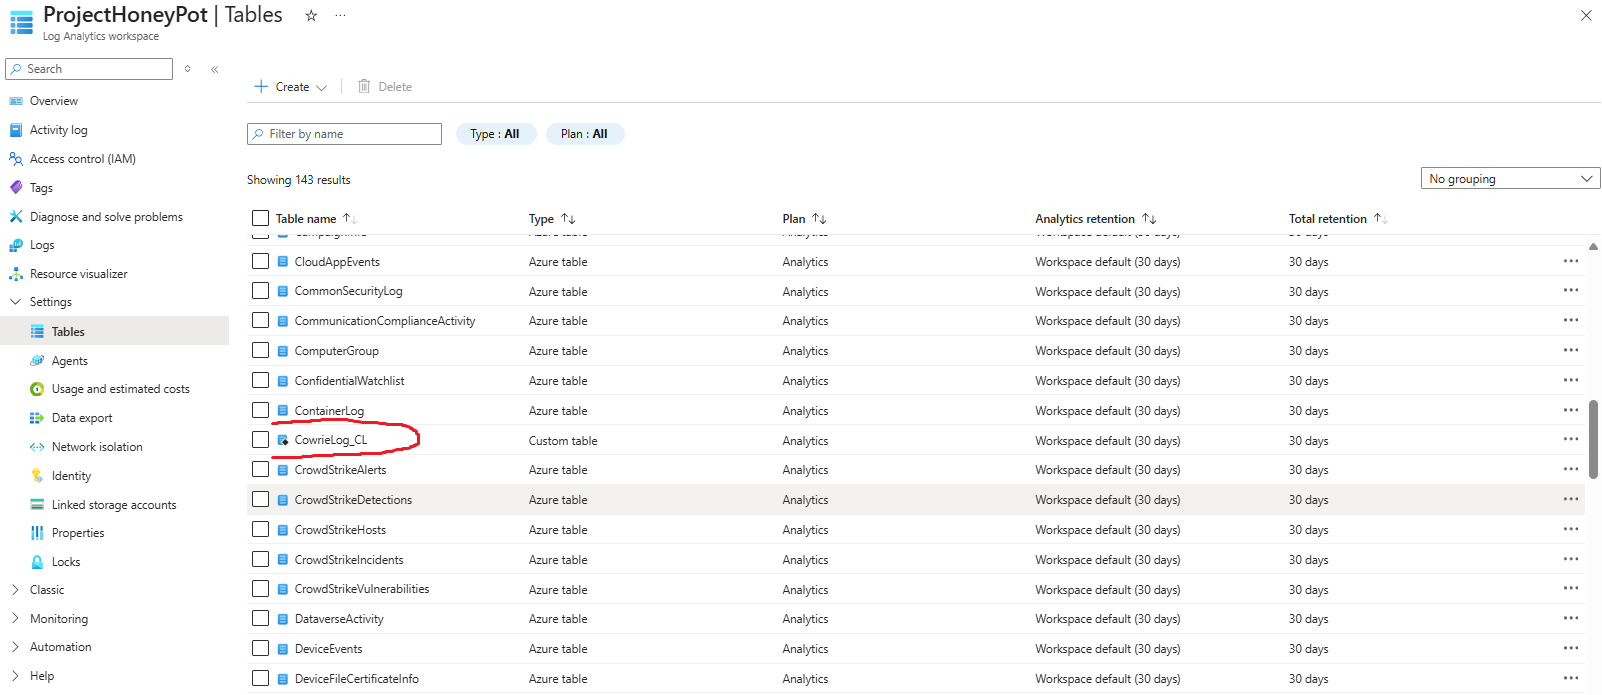 ProjectHoneyPot | Tables
Log Analytics workspace
Search
Overview
Activity log
Access control (IAM)
Tags
Diagnose and solve problems
Logs
Resource visualizer
Settings
Tables
Agents
Usage and estimated costs
Data export
Network isolation
Identity
Linked storage accounts
Properties
Locks
Classic
Monitoring
Automation
Help
Create
Delete
Filter by name
Type : All
Plan : All
Showing 143 results
No grouping
Table name Type Plan Analytics retention Total retention
CloudAppEvents Azure table Analytics Workspace default (30 days) 30 days
CommonSecurityLog Azure table Analytics Workspace default (30 days) 30 days
CommunicationComplianceActivity Azure table Analytics Workspace default (30 days) 30 days
ComputerGroup Azure table Analytics Workspace default (30 days) 30 days
ConfidentialWatchlist Azure table Analytics Workspace default (30 days) 30 days
ContainerLog Azure table Analytics Workspace default (30 days) 30 days
CowrieLog_CL Custom table Analytics Workspace default (30 days) 30 days
CrowdStrikeAlerts Azure table Analytics Workspace default (30 days) 30 days
CrowdStrikeDetections Azure table Analytics Workspace default (30 days) 30 days
CrowdStrikeHosts Azure table Analytics Workspace default (30 days) 30 days
CrowdStrikeIncidents Azure table Analytics Workspace default (30 days) 30 days
CrowdStrikeVulnerabilities Azure table Analytics Workspace default (30 days) 30 days
DataverseActivity Azure table Analytics Workspace default (30 days) 30 days
DeviceEvents Azure table Analytics Workspace default (30 days) 30 days
DeviceFileCertificateInfo Azure table Analytics Workspace default (30 days) 30 days